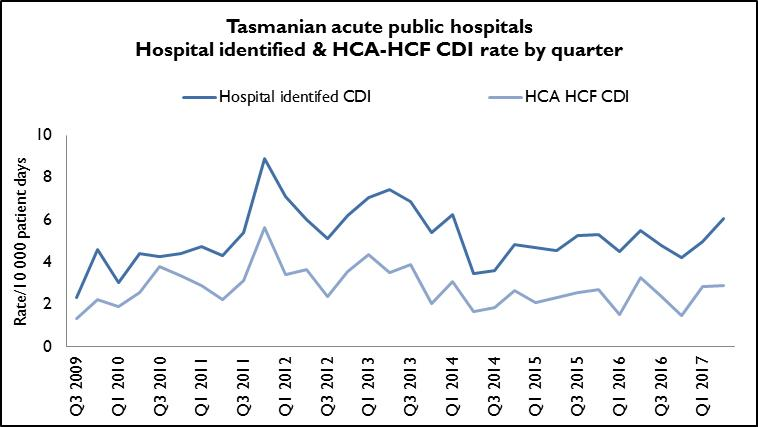 Tasmanian acute public hospitals
Hospital identified & HCA-HCF CDI rate by quarter
Hospital identifed CDI
HCA HCF CDI
Rate/10 000 patient days
10
8
6
4
2
0
Q3 2009
Q1 2010
Q3 2010
Q1 2011
Q3 2011
Q1 2012
Q3 2012
Q1 2013
Q3 2013
Q1 2014
Q3 2014
Q1 2015
Q3 2015
Q1 2016
Q3 2016
Q1 2017